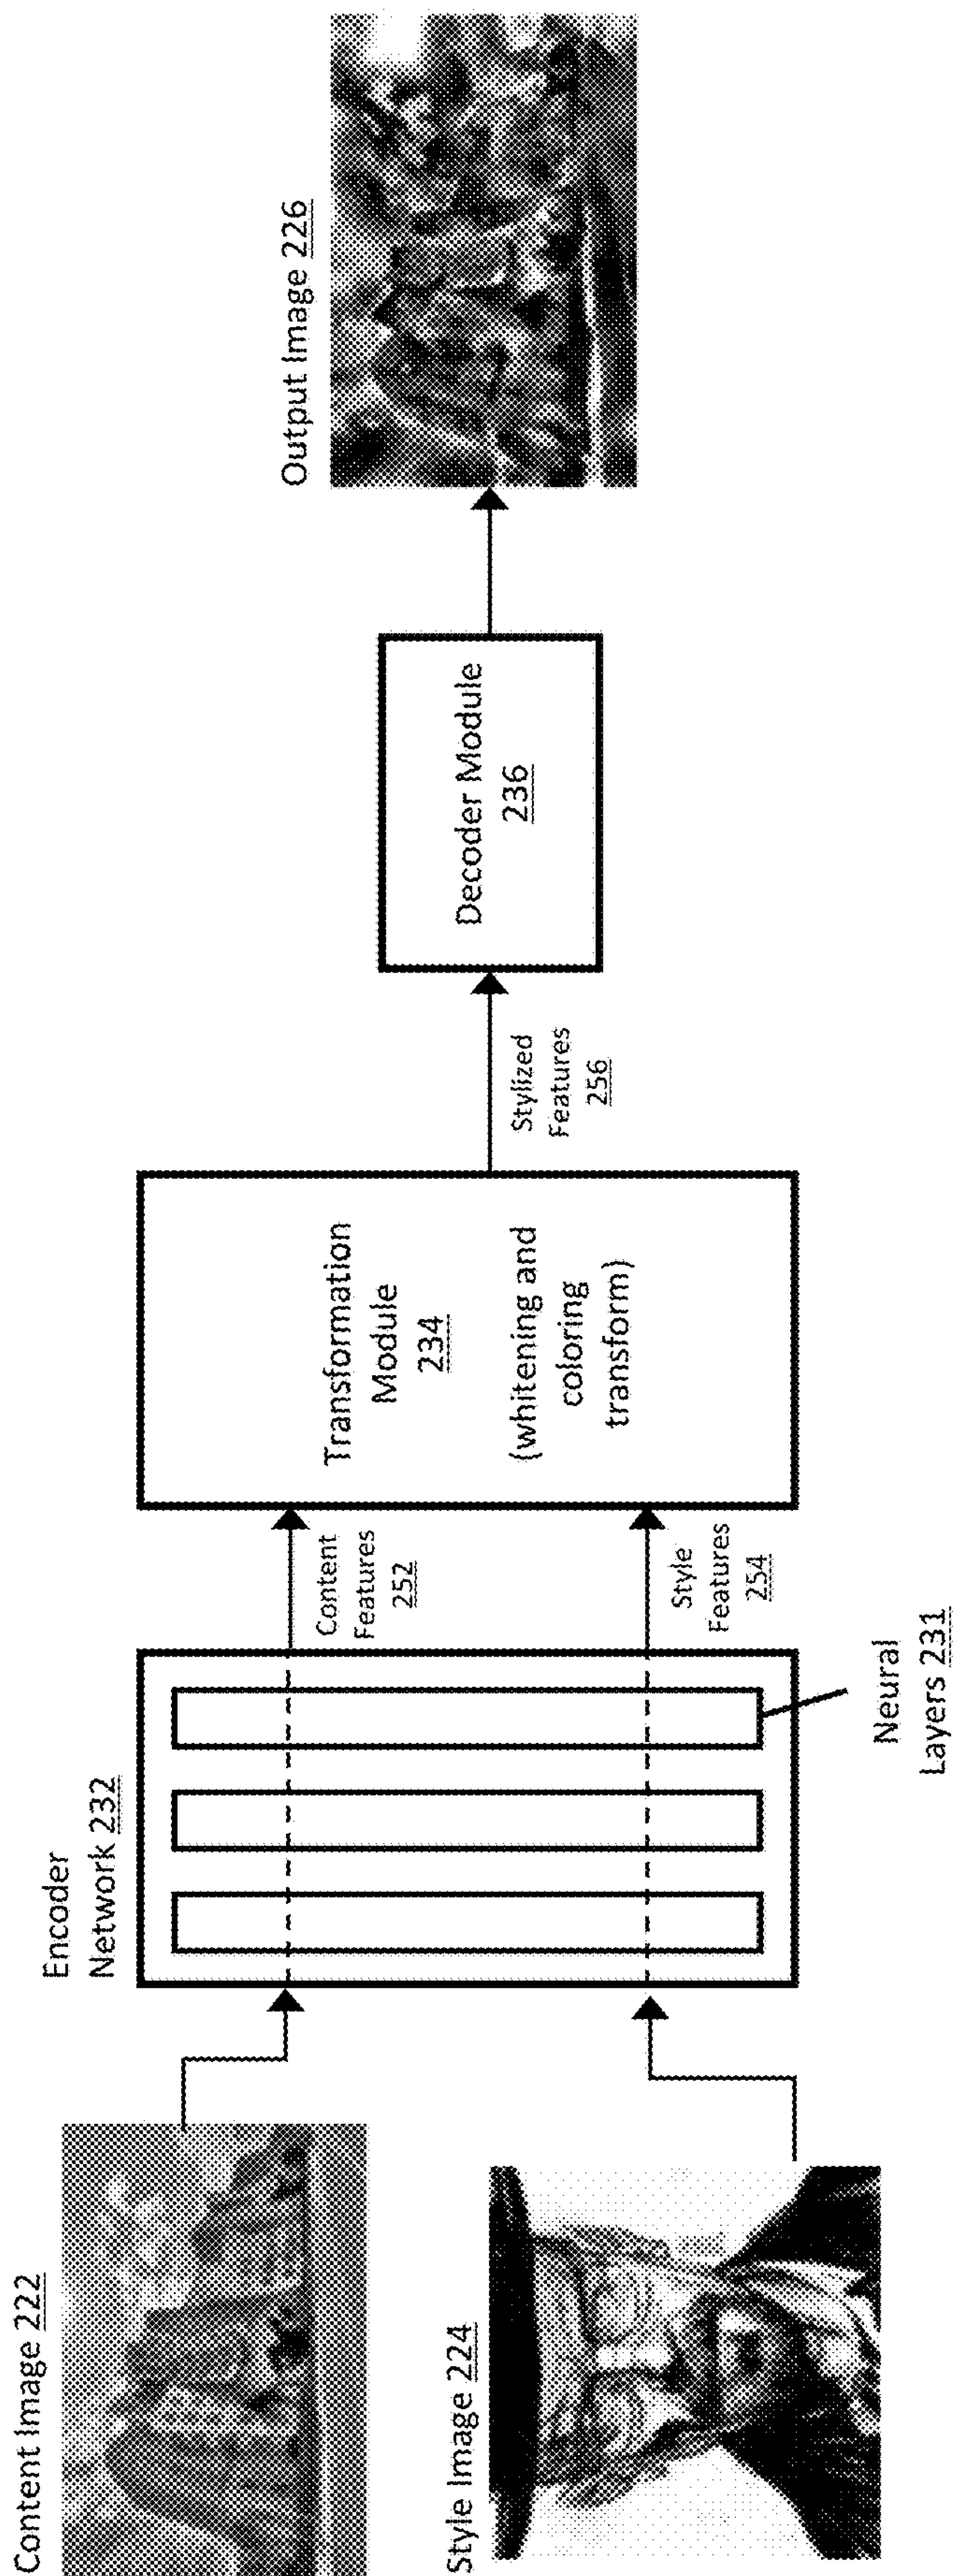 Content Image 222
Style Image 224
Encoder
Network 232
Neural
Layers 231
Content
Features
252
Style
Features
254
Transformation
Module
234
(whitening and
coloring
transform)
Stylized
Features
256
Decoder Module
236
Output Image 226